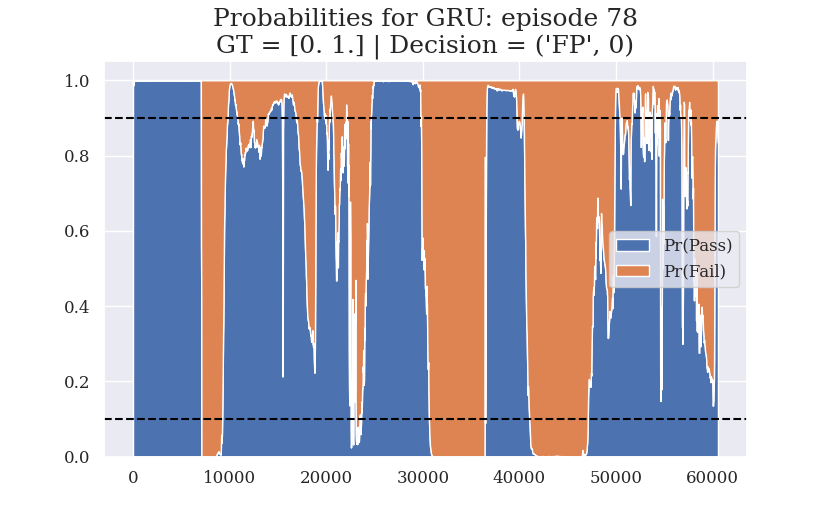 Probabilities for GRU: episode 78
GT = [0. 1.] | Decision = ('FP', 0)
1.0
0.8
0.6
0.4
0.2
0.0
Pr(Pass)
Pr(Fail)
0 10000 20000 30000 40000 50000 60000